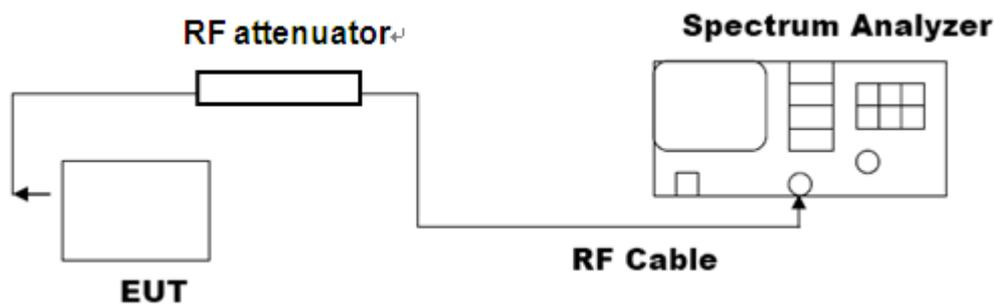 RF attenuator↵
Spectrum Analyzer
RF Cable
EUT